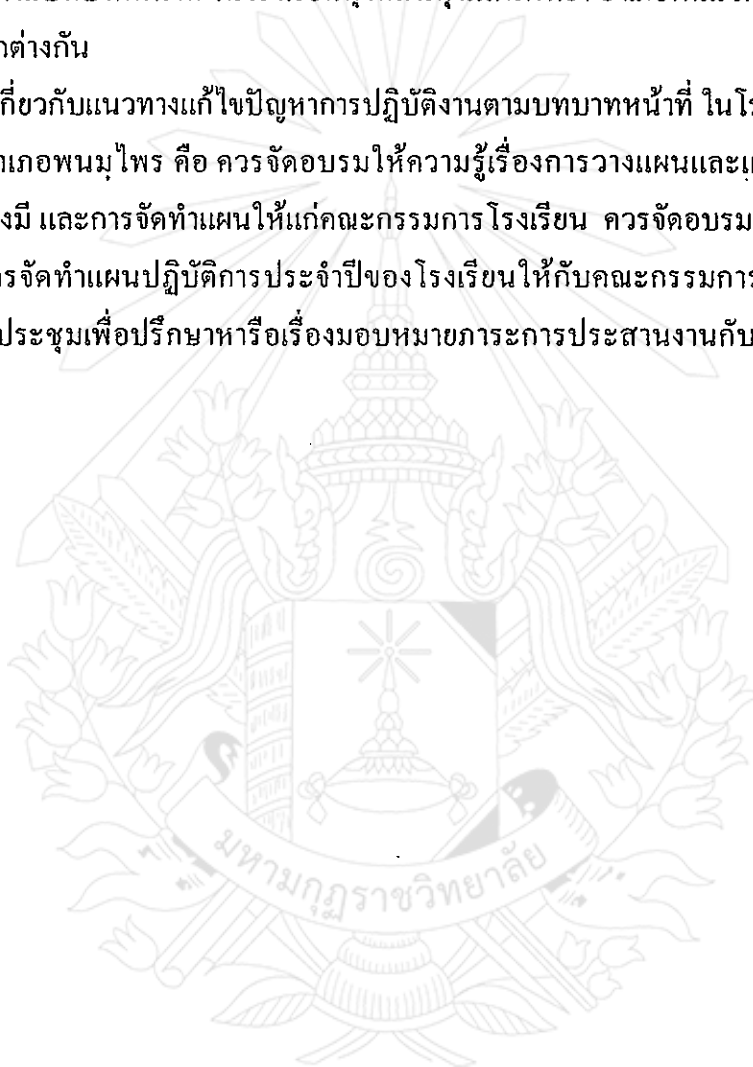 กต่างกัน
กี่ยวกับแนวทางแก้ไขปัญหาการปฏิบัติงานตามบทบาทหน้าที่ ในโร
าเภอพนมไพร คือ ควรจัดอบรมให้ความรู้เรื่องการวางแผนและแ
งมี และการจัดทำแผนให้แก่คณะกรรมการโรงเรียน ควรจัดอบรม
ารจัดทำแผนปฏิบัติการประจำปีของโรงเรียนให้กับคณะกรรมการ
ประชุมเพื่อปรึกษาหารือเรื่องมอบหมายภาระการประสานงานกับ
มหามกุฏราชวิทยาลัย